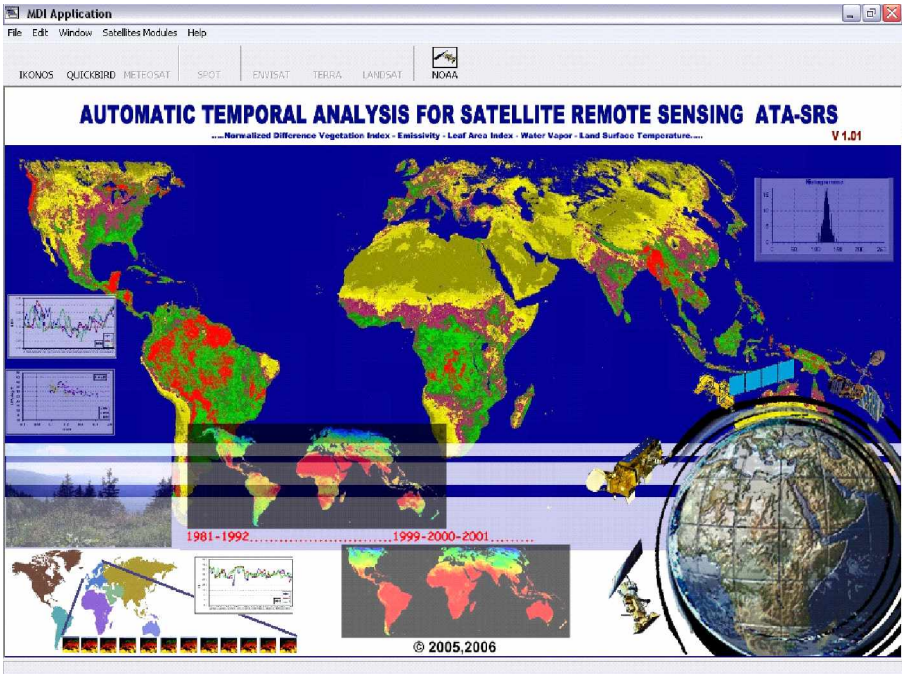 MDI Application
File Edit Window Satellites Modules Help
IKONOS QUICKBIRD METEOSAT SPOT ENVISAT TERRA LANDSAT NOAA
AUTOMATIC TEMPORAL ANALYSIS FOR SATELLITE REMOTE SENSING ATA-SRS
.....Normalized Difference Vegetation Index - Emissivity - Leaf Area Index - Water Vapor - Land Surface Temperature.....
V 1.01
1981-1992..........................1999-2000-2001........
© 2005,2006